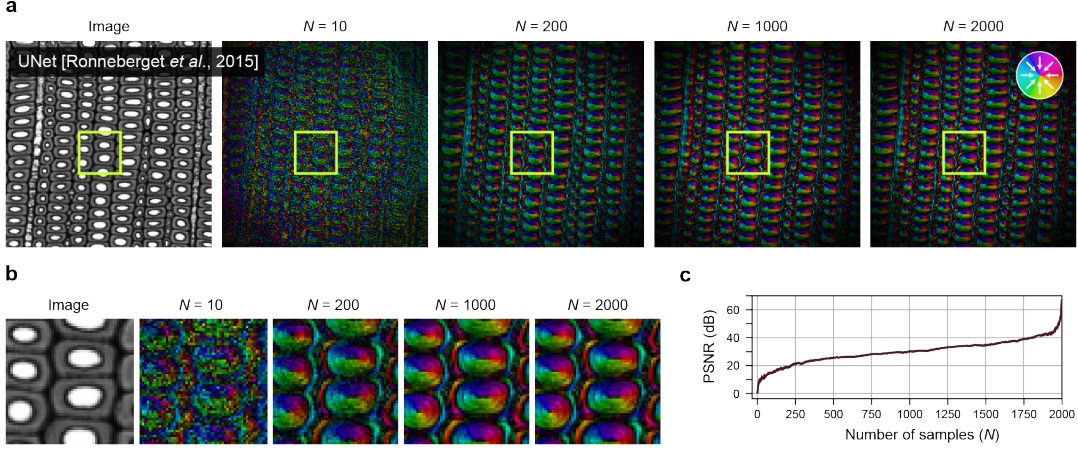 a
Image
N = 10
N = 200
N = 1000
N = 2000
UNet [Ronneberget et al., 2015]
b
Image
N = 10
N = 200
N = 1000
N = 2000
c
PSNR (dB)
60
40
20
0
0 250 500 750 1000 1250 1500 1750 2000
Number of samples (N)